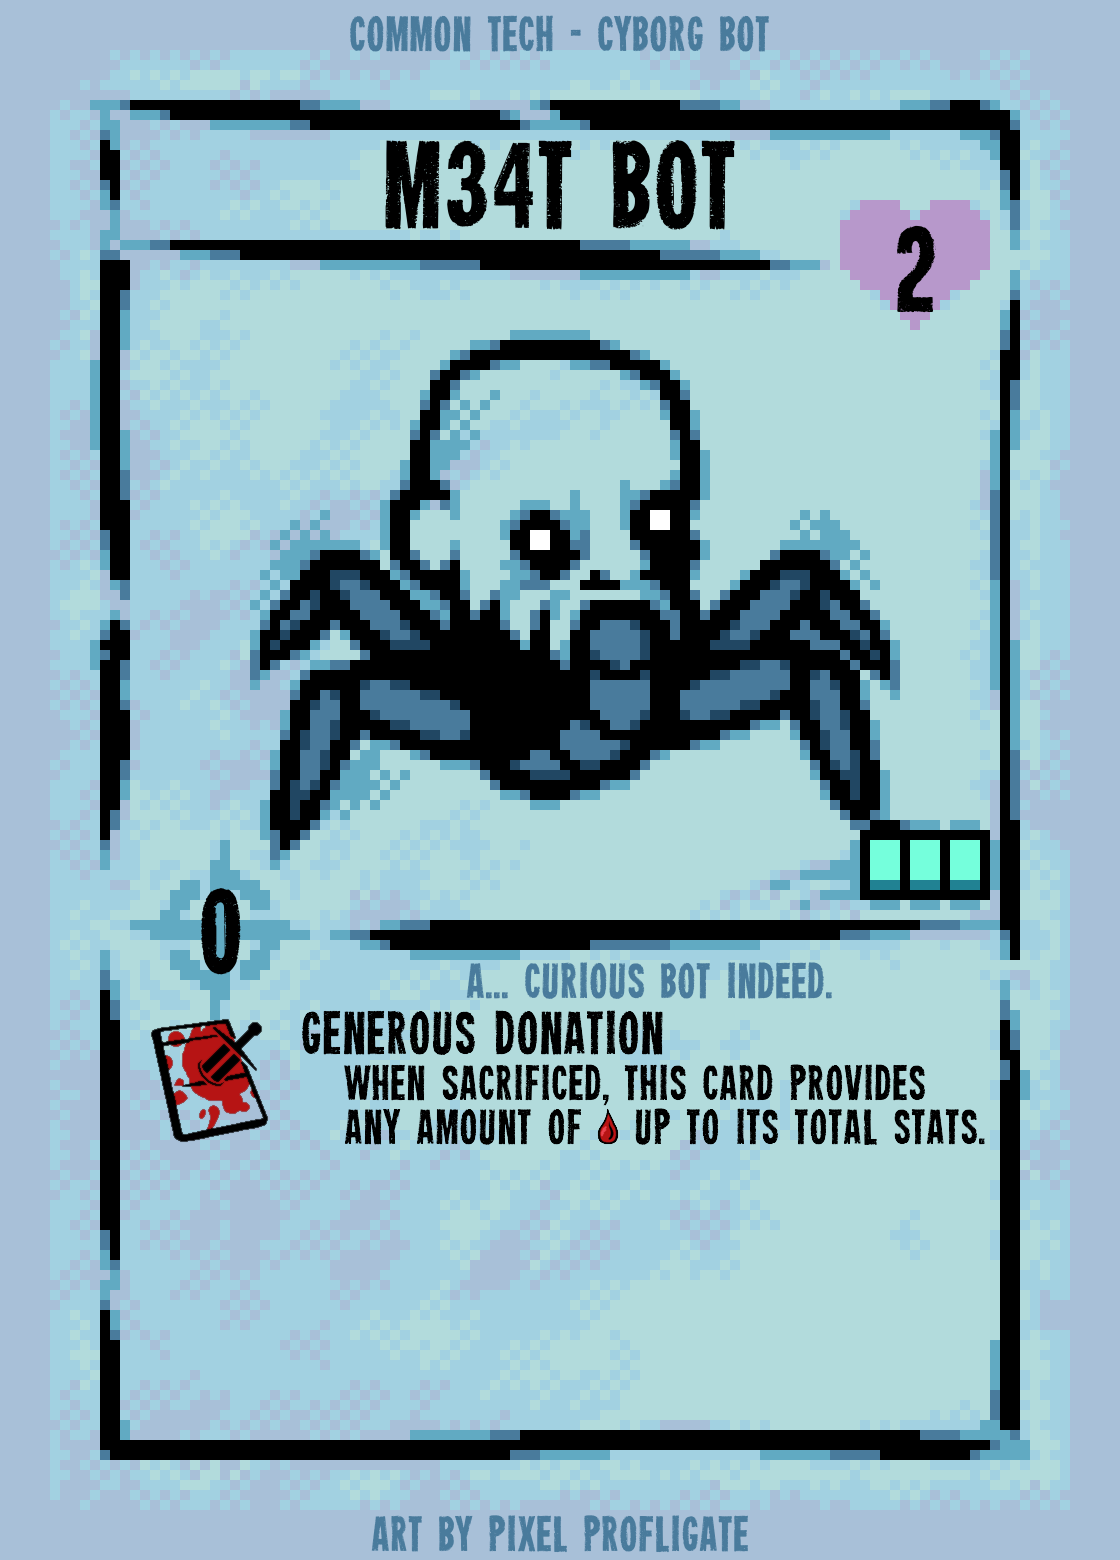 COMMON TECH - CYBORG BOT
M34T BOT
2
0
A... CURIOUS BOT INDEED.
GENEROUS DONATION
WHEN SACRIFICED, THIS CARD PROVIDES
ANY AMOUNT OF UP TO ITS TOTAL STATS.
ART BY PIXEL PROFLIGATE